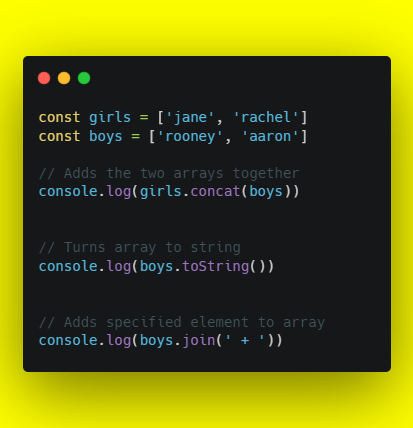 const girls = ['jane', 'rachel']
const boys = ['rooney', 'aaron']
// Adds the two arrays together
console.log(girls.concat(boys))
// Turns array to string
console.log(boys.toString())
// Adds specified element to array
console.log(boys.join(' + '))